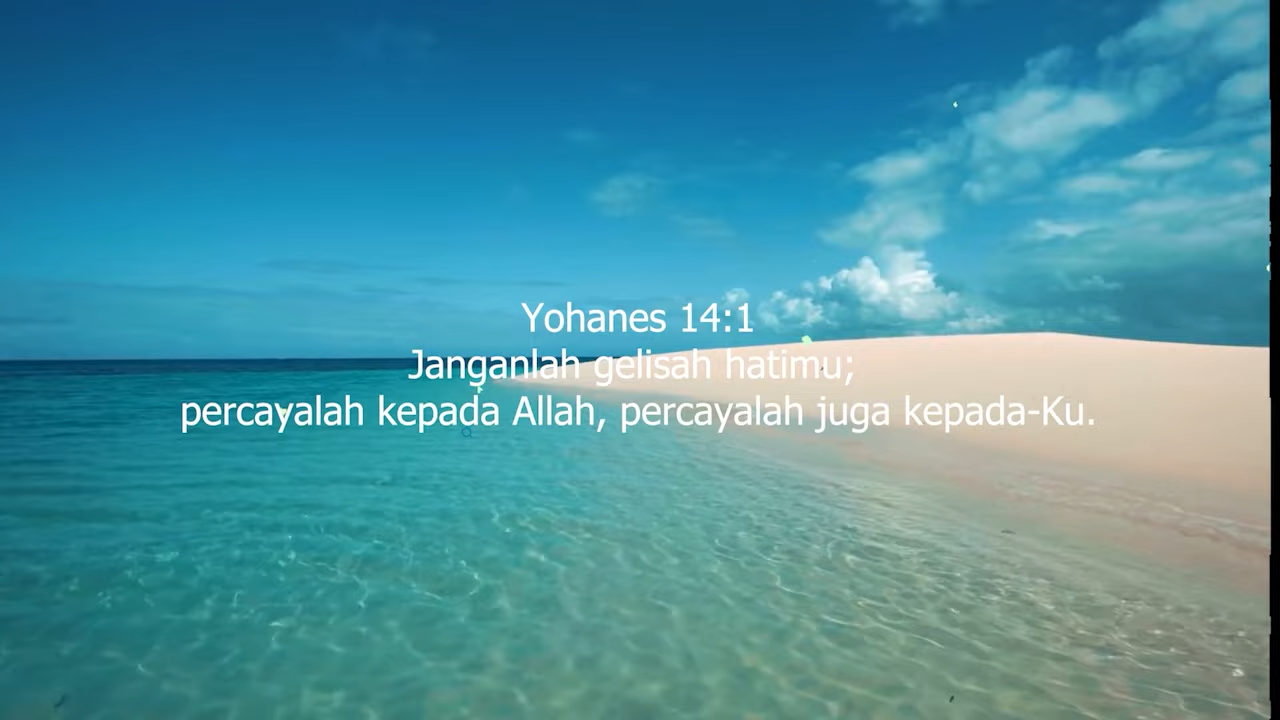 Yohanes 14:1
Janganlah gelisah hatimu;
percayalah kepada Allah, percayalah juga kepada-Ku.